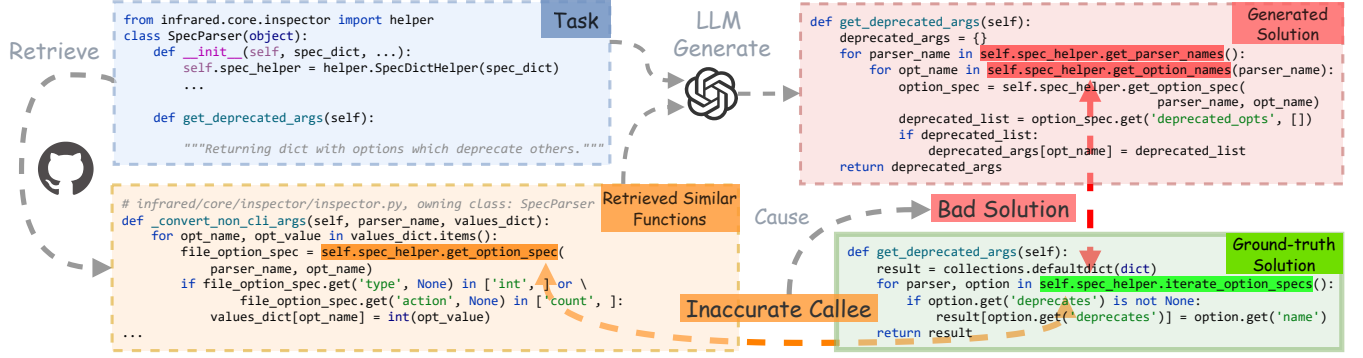 Retrieve
from infrared.core.inspector import helper
class SpecParser(object):
    def __init__(self, spec_dict, ...):
        self.spec_helper = helper.SpecDictHelper(spec_dict)
        ...
    def get_deprecated_args(self):
        """Returning dict with options which deprecate others."""
Task
LLM
Generate
def get_deprecated_args(self):
    deprecated_args = {}
    for parser_name in self.spec_helper.get_parser_names():
        for opt_name in self.spec_helper.get_option_names(parser_name):
            option_spec = self.spec_helper.get_option_spec(
                                                parser_name, opt_name)
            deprecated_list = option_spec.get('deprecated_opts', [])
            if deprecated_list:
                deprecated_args[opt_name] = deprecated_list
    return deprecated_args
Generated
Solution
# infrared/core/inspector/inspector.py, owning class: SpecParser
def _convert_non_cli_args(self, parser_name, values_dict):
    for opt_name, opt_value in values_dict.items():
        file_option_spec = self.spec_helper.get_option_spec(
            parser_name, opt_name)
        if file_option_spec.get('type', None) in ['int', ] or \
                file_option_spec.get('action', None) in ['count', ]:
            values_dict[opt_name] = int(opt_value)
...
Retrieved Similar
Functions
Cause
Bad Solution
Inaccurate Callee
def get_deprecated_args(self):
    result = collections.defaultdict(dict)
    for parser, option in self.spec_helper.iterate_option_specs():
        if option.get('deprecates') is not None:
            result[option.get('deprecates')] = option.get('name')
    return result
Ground-truth
Solution